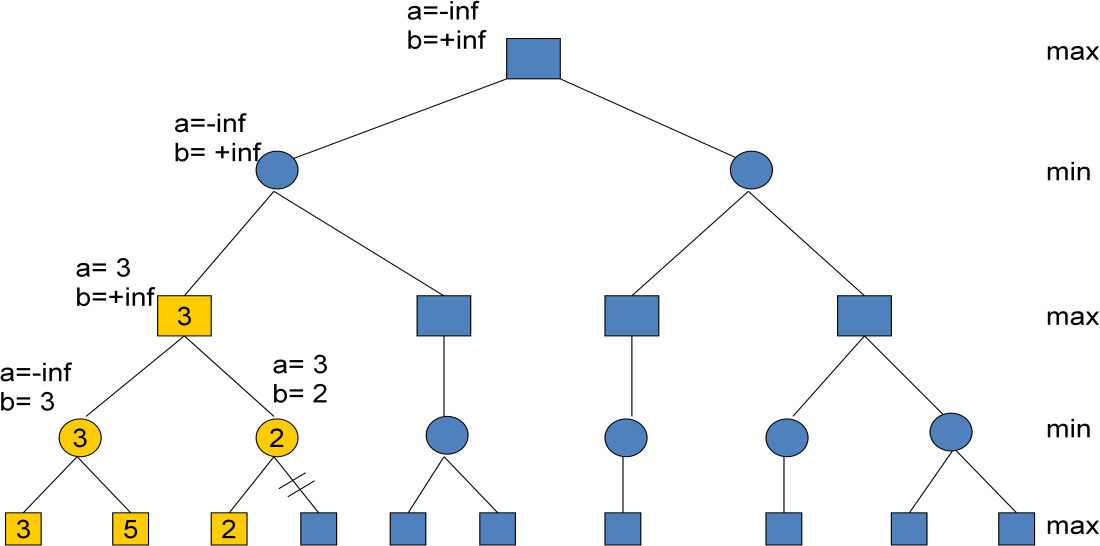 a=-inf
b=+inf
max
a=-inf
b= +inf
min
a= 3
b=+inf
3
max
a=-inf
b= 3
a= 3
b= 2
3
2
min
3
5
2
max